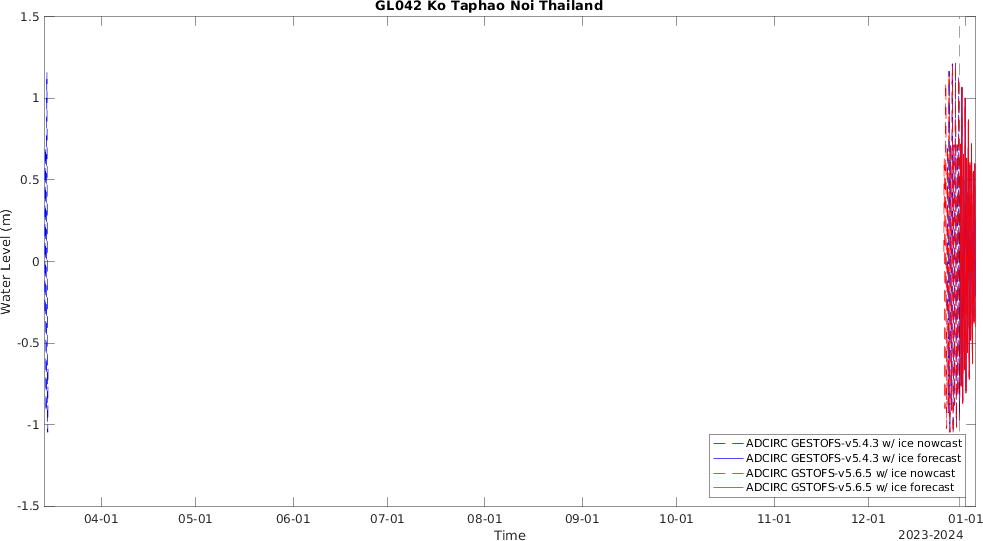 GL042 Ko Taphao Noi Thailand
Water Level (m)
1.5
1
0.5
0
-0.5
-1
-1.5
04-01
05-01
06-01
07-01
08-01
09-01
10-01
11-01
12-01
01-01
2023-2024
Time
ADCIRC GESTOFS-v5.4.3 w/ ice nowcast
ADCIRC GESTOFS-v5.4.3 w/ ice forecast
ADCIRC GSTOFS-v5.6.5 w/ ice nowcast
ADCIRC GSTOFS-v5.6.5 w/ ice forecast